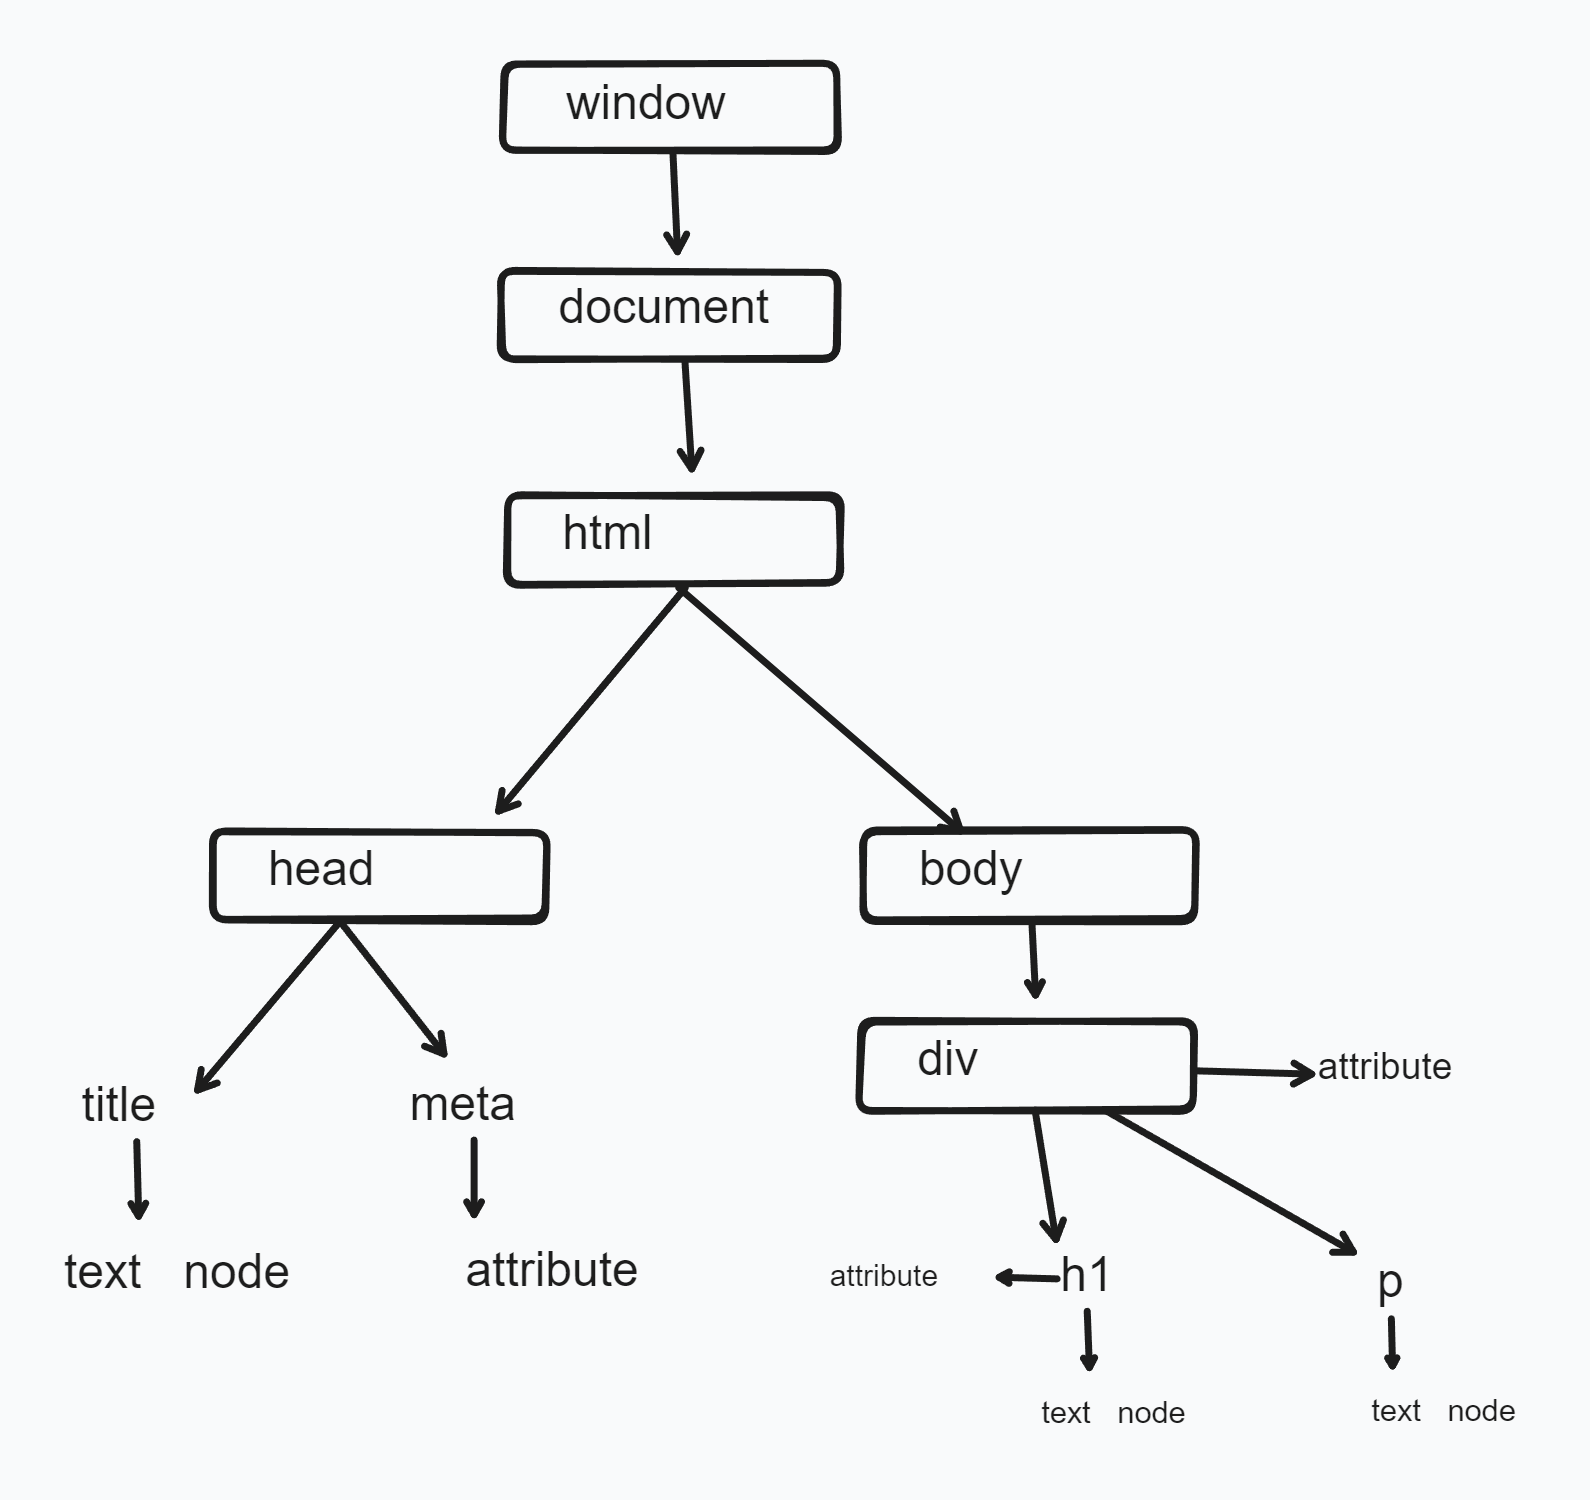 window
document
html
head
body
div
attribute
title
meta
text node
attribute
attribute
h1
p
text node
text node